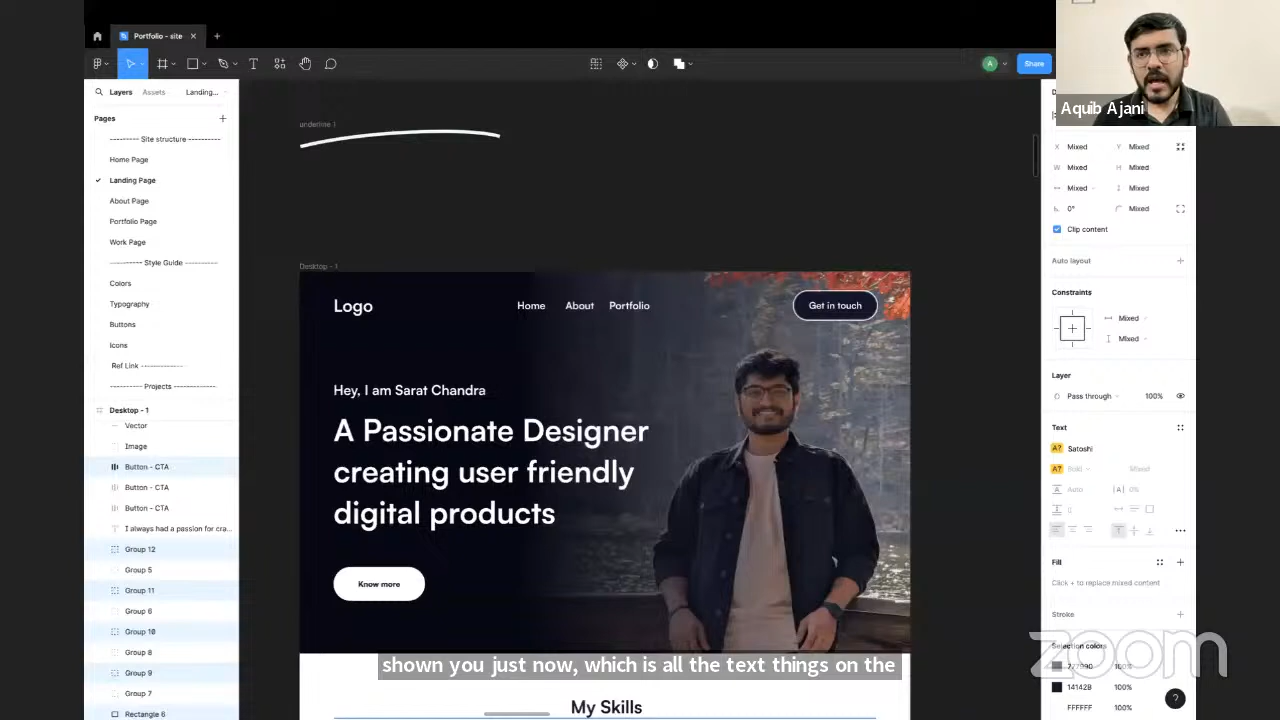 Portfolio - site
Share
Aquib Ajani
Layers
Assets
Landing...
Pages
--------- Site structure ----------
Home Page
Landing Page
About Page
Portfolio Page
Work Page
---------- Style Guide ----------
Colors
Typography
Buttons
Icons
Ref Link -------------
--------- Projects -------------
Desktop - 1
Vector
Image
Button - CTA
Button - CTA
Button - CTA
I always had a passion for cra...
Group 12
Group 5
Group 11
Group 6
Group 10
Group 8
Group 9
Group 7
Rectangle 6
underline 1
Desktop - 1
Logo
Home
About
Portfolio
Get in touch
Hey, I am Sarat Chandra
A Passionate Designer
creating user friendly
digital products
Know more
shown you just now, which is all the text things on the
My Skills
X Mixed Y Mixed
W Mixed H Mixed
Mixed Mixed
0° Mixed
Clip content
Auto layout
Constraints
Mixed
Mixed
Layer
Pass through 100%
Text
A? Satoshi
A? Bold Mixed
Auto |A| 0%
0
Fill
Click + to replace mixed content
Stroke
Selection colors
100%
14142B 100%
FFFFFF 100%
zoom
?